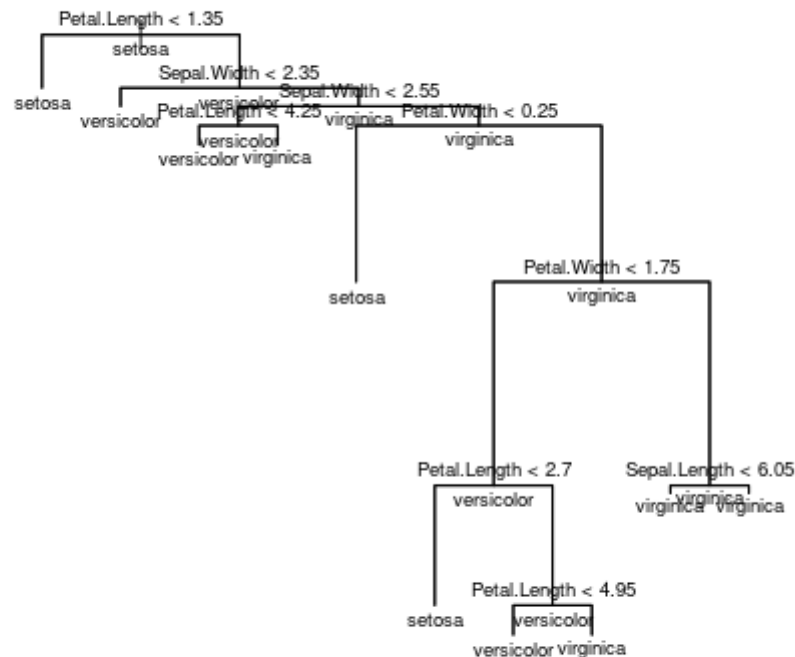 Petal.Length < 1.35
setosa
Sepal.Width < 2.35
setosa
versicolor
Sepal.Width < 2.55
versicolor
Petal.Length < 4.25
virginica
Petal.Width < 0.25
versicolor
virginica
versicolor
virginica
Petal.Width < 1.75
setosa
virginica
Petal.Length < 2.7
Sepal.Length < 6.05
versicolor
virginica
virginica
virginica
Petal.Length < 4.95
setosa
versicolor
versicolor
virginica